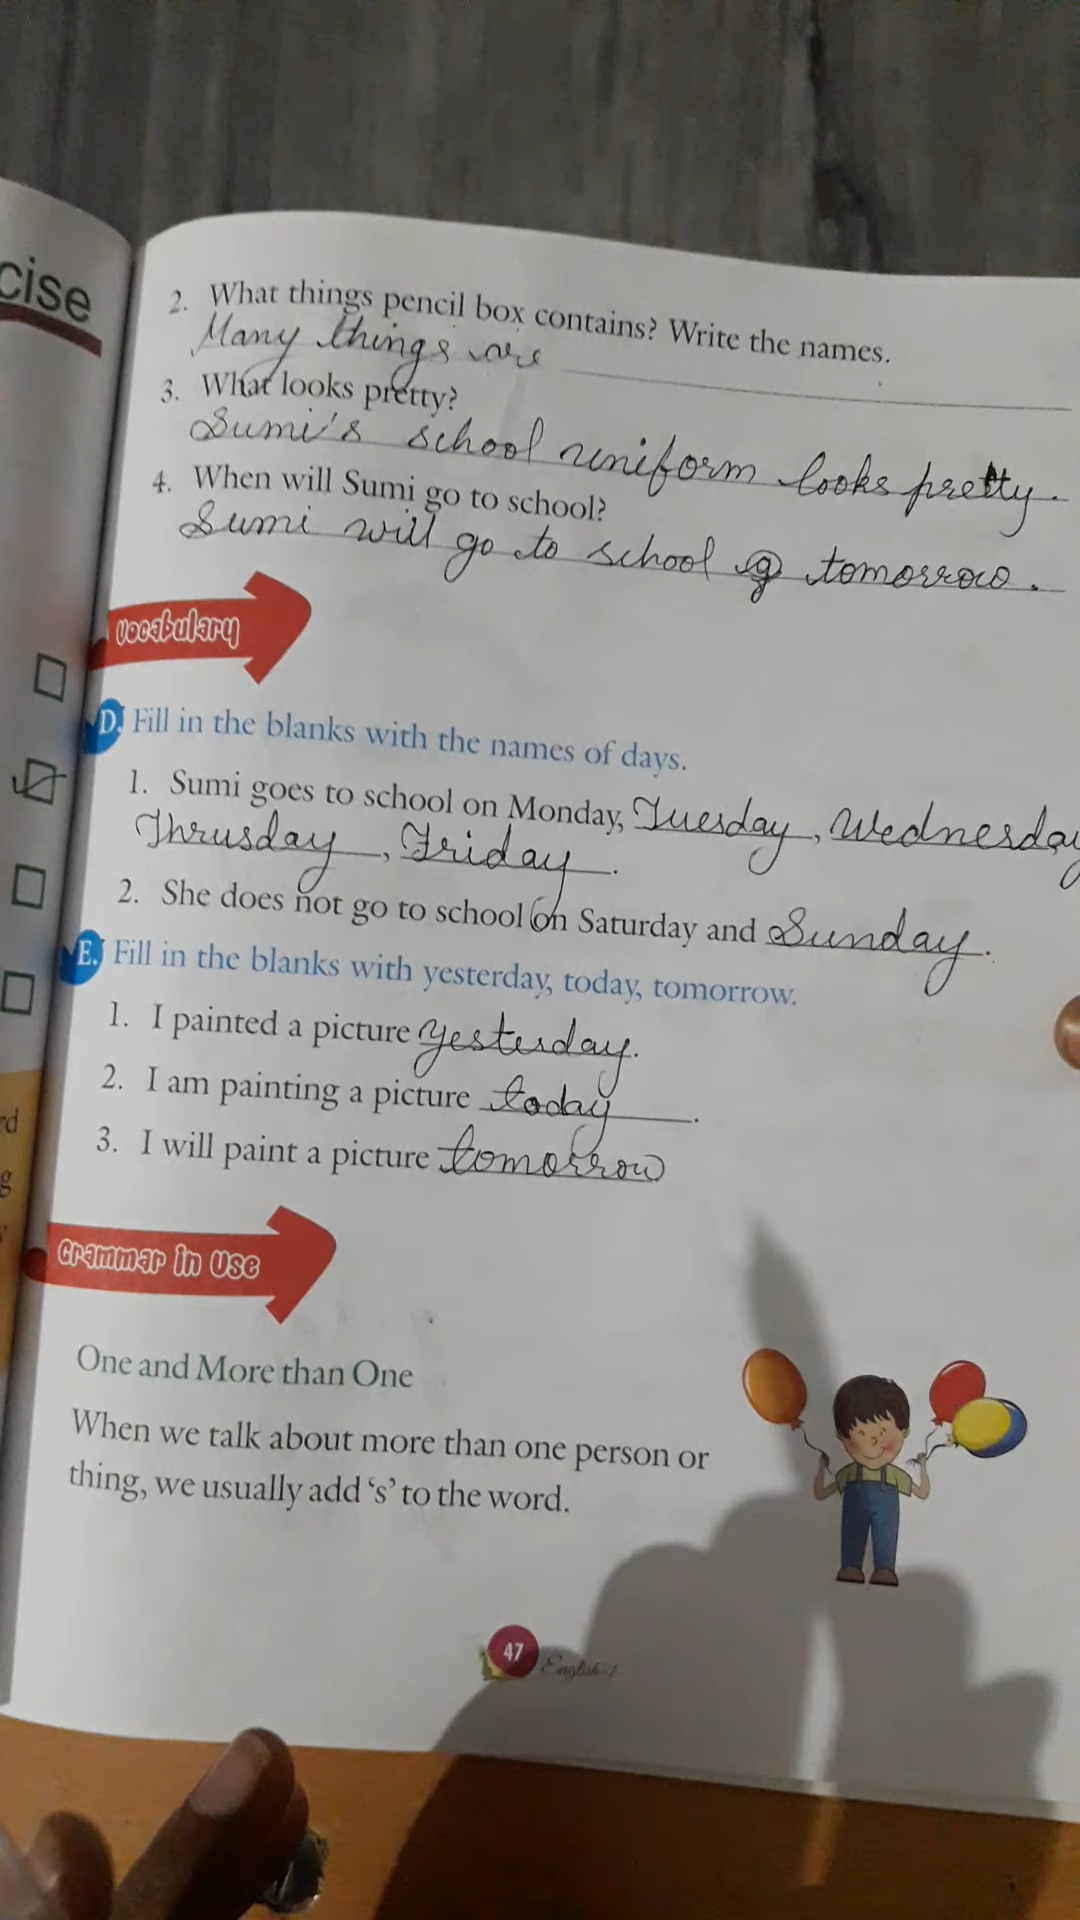 cise
2. What things pencil box contains? Write the names.
Many things are
3. What looks pretty?
Sumi's school uniform looks pretty.
4. When will Sumi go to school?
Sumi will go to school tomorrow.
Vocabulary
D. Fill in the blanks with the names of days.
1. Sumi goes to school on Monday, Tuesday, Wednesday
Thrusday, Friday.
2. She does not go to school on Saturday and Sunday.
E. Fill in the blanks with yesterday, today, tomorrow.
1. I painted a picture yesterday.
2. I am painting a picture today.
3. I will paint a picture tomorrow
rd
g
Grammar in Use
One and More than One
When we talk about more than one person or
thing, we usually add 's' to the word.
47 English-1